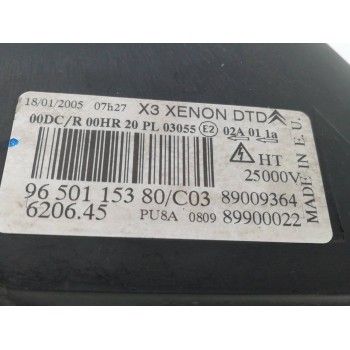 18/01/2005 07h27 X3 XENON DTD
00DC/R 00HR 20 PL 03055 E2 02A 01 1a
HT
25000V
96 501 153 80/C03 89009364
6206.45 PU8A 0809 89900022
MADE IN E.U.